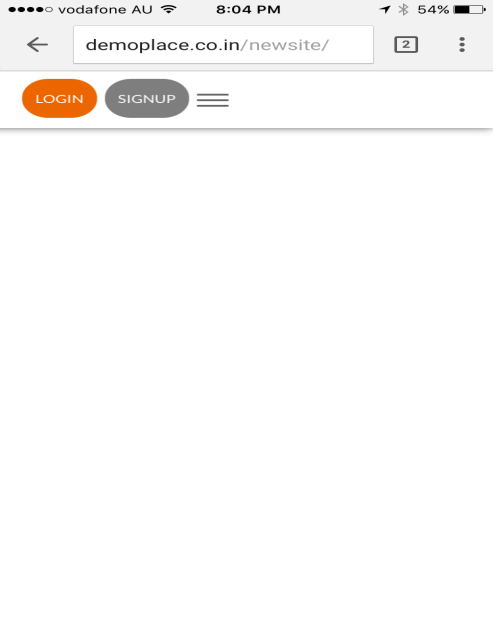 vodafone AU 8:04 PM 54%
demoplace.co.in/newsite/ 2
LOGIN SIGNUP